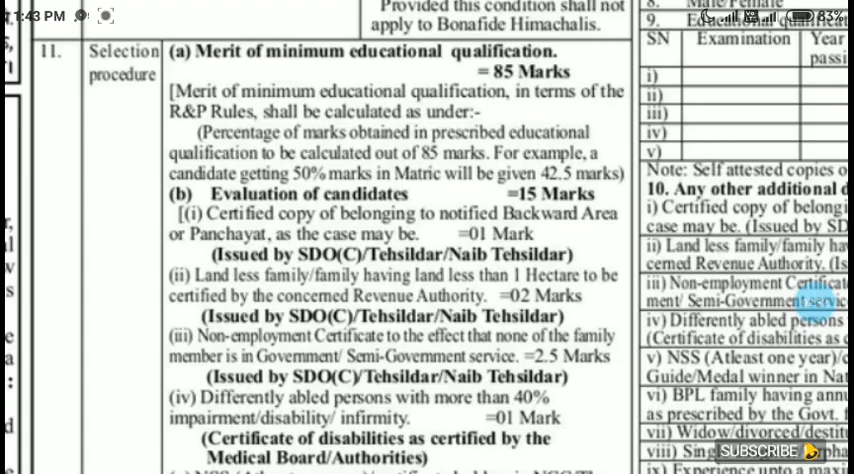 1:43 PM
83%
Provided this condition shall not
apply to Bonafide Himachalis.
11. Selection procedure
(a) Merit of minimum educational qualification.
= 85 Marks
[Merit of minimum educational qualification, in terms of the
R&P Rules, shall be calculated as under:-
(Percentage of marks obtained in prescribed educational
qualification to be calculated out of 85 marks. For example, a
candidate getting 50% marks in Matric will be given 42.5 marks)
(b) Evaluation of candidates =15 Marks
[(i) Certified copy of belonging to notified Backward Area
or Panchayat, as the case may be. =01 Mark
(Issued by SDO(C)/Tehsildar/Naib Tehsildar)
(ii) Land less family/family having land less than 1 Hectare to be
certified by the concerned Revenue Authority. =02 Marks
(Issued by SDO(C)/Tehsildar/Naib Tehsildar)
(iii) Non-employment Certificate to the effect that none of the family
member is in Government/ Semi-Government service. =2.5 Marks
(Issued by SDO(C)/Tehsildar/Naib Tehsildar)
(iv) Differently abled persons with more than 40%
impairment/disability/ infirmity. =01 Mark
(Certificate of disabilities as certified by the
Medical Board/Authorities)
8. Male/Female
9. Educational
SN Examination Year
i)
ii)
iii)
iv)
v)
Note: Self attested copies
10. Any other additional
i) Certified copy of
case may be. (Issued by
ii) Land less family/family
cerned Revenue Authority.
iii) Non-employment
ment/ Semi-Government
iv) Differently abled persons
(Certificate of disabilities as
v) NSS (Atleast one year)/
Guide/Medal winner in
vi) BPL family having
as prescribed by the Govt.
vii) Widow/divorced/
viii)
SUBSCRIBE
ix) Experience upto a